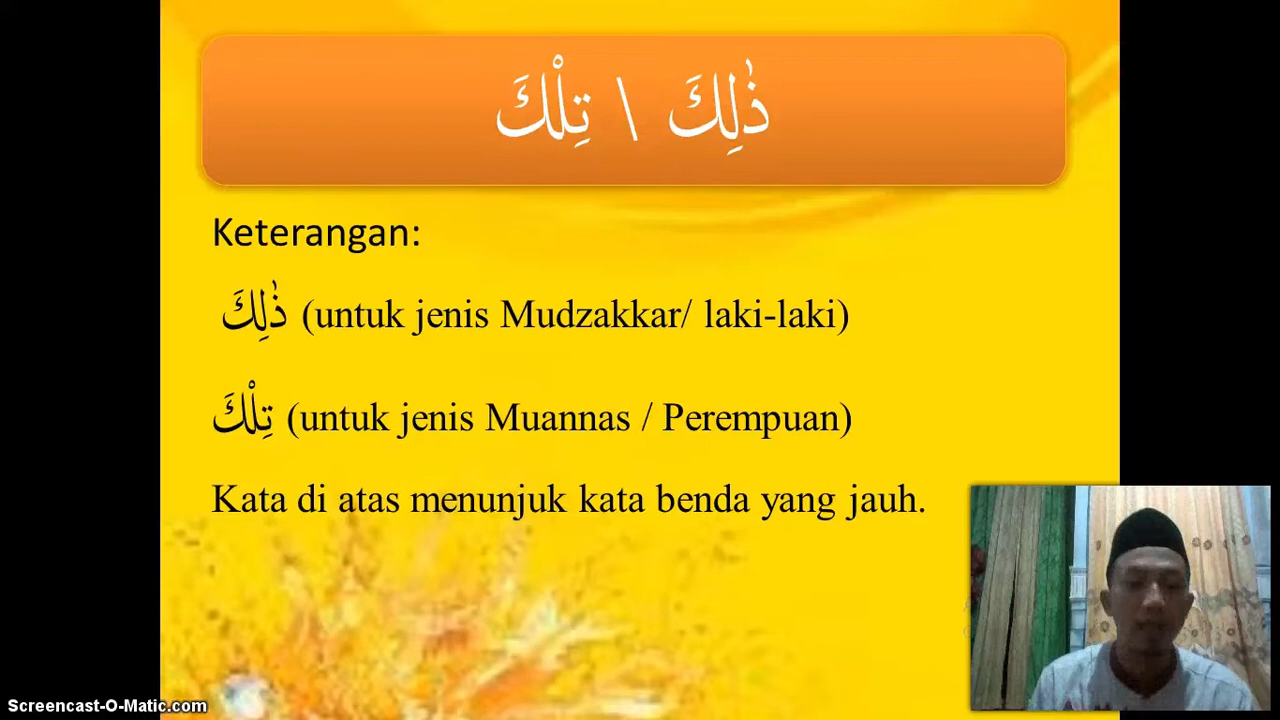 ذٰلِكَ \ تِلْكَ
Keterangan:
ذٰلِكَ (untuk jenis Mudzakkar/ laki-laki)
تِلْكَ (untuk jenis Muannas / Perempuan)
Kata di atas menunjuk kata benda yang jauh.
Screencast-O-Matic.com